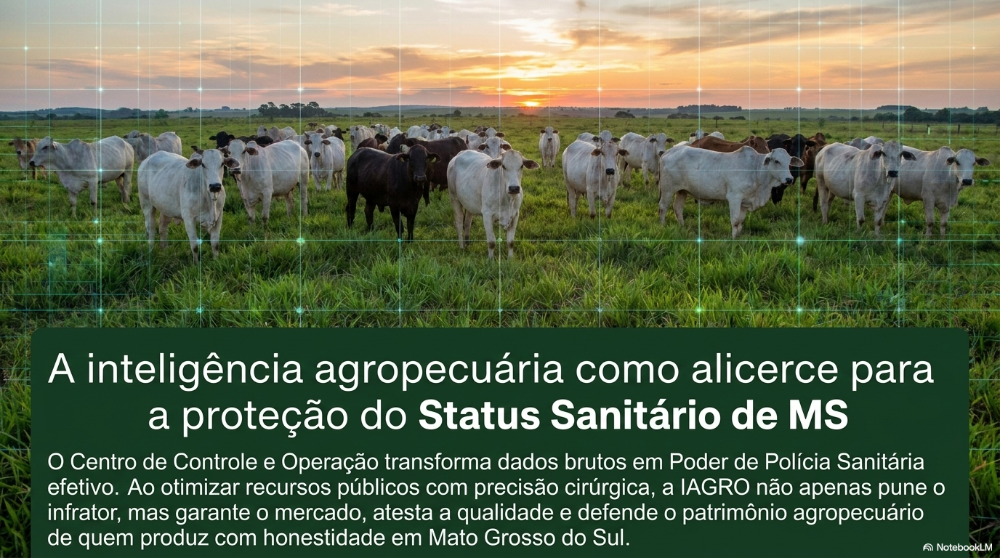 A inteligência agropecuária como alicerce para
a proteção do Status Sanitário de MS
O Centro de Controle e Operação transforma dados brutos em Poder de Polícia Sanitária
efetivo. Ao otimizar recursos públicos com precisão cirúrgica, a IAGRO não apenas pune o
infrator, mas garante o mercado, atesta a qualidade e defende o patrimônio agropecuário
de quem produz com honestidade em Mato Grosso do Sul.
NotebookLM